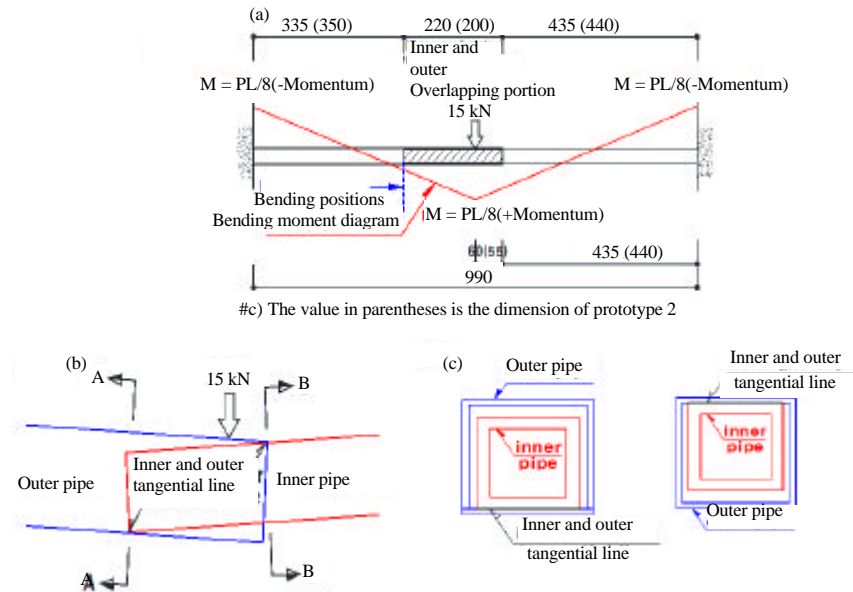 (a)
335 (335)
220 (200)
435 (440)
Inner and
outer
Overlapping portion
M = PL/8(-Momentum)
M = PL/8(-Momentum)
15 kN
Bending positions
Bending moment diagram
M = PL/8(+Momentum)
60(55)
435 (440)
990
#c) The value in parentheses is the dimension of prototype 2
(b)
A
15 kN
B
Outer pipe
Inner and outer
tangential line
Inner pipe
A
B
(c)
Outer pipe
inner
pipe
Inner and outer
tangential line
Inner and outer
tangential line
inner
pipe
Outer pipe